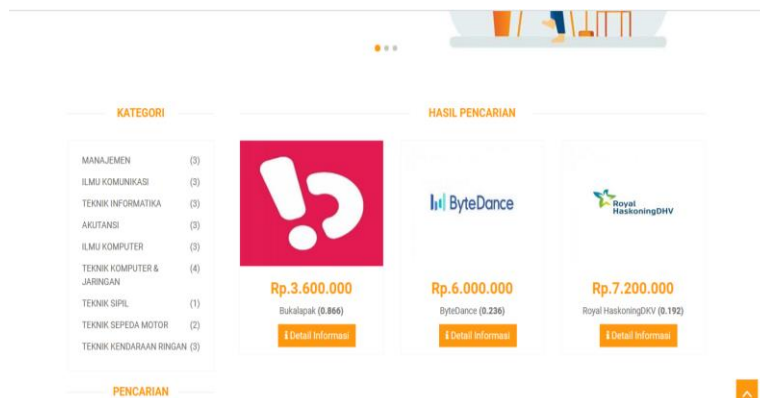 KATEGORI
MANAJEMEN (3)
ILMU KOMUNIKASI (3)
TEKNIK INFORMATIKA (3)
AKUTANSI (3)
ILMU KOMPUTER (3)
TEKNIK KOMPUTER & (4)
JARINGAN
TEKNIK SIPIL (1)
TEKNIK SEPEDA MOTOR (2)
TEKNIK KENDARAAN RINGAN (3)
PENCARIAN
HASIL PENCARIAN
Rp.3.600.000
Bukalapak (0.866)
i Detail Informasi
ByteDance
Rp.6.000.000
ByteDance (0.236)
i Detail Informasi
Royal
HaskoningDHV
Rp.7.200.000
Royal HaskoningDKV (0.192)
i Detail Informasi